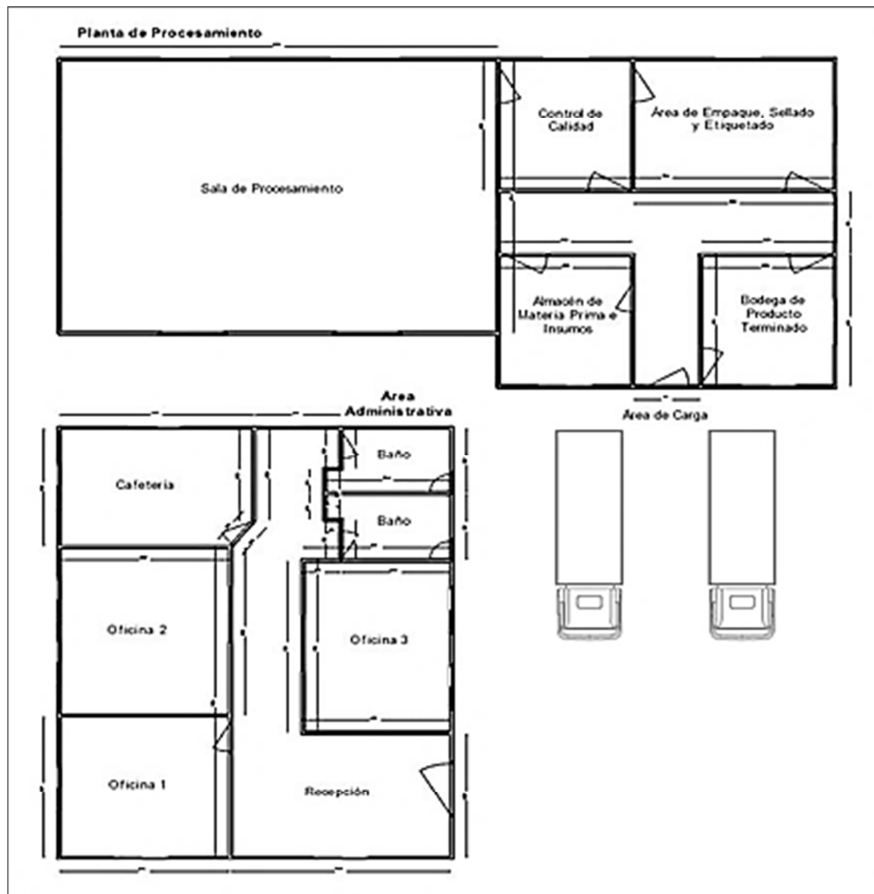 Planta de Procesamiento
Sala de Procesamiento
Control de
Calidad
Área de Empaque, Sellado
y Etiquetado
Almacén de
Materia Prima e
Insumos
Bodega de
Producto
Terminado
Area de Carga
Area
Administrativa
Cafetería
Baño
Baño
Oficina 2
Oficina 3
Oficina 1
Recepción